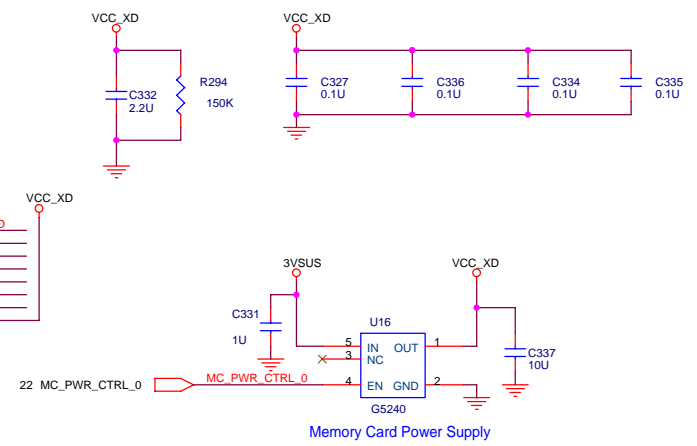 VCC_XD
VCC_XD
C332
2.2U
R294
150K
C327
0.1U
C336
0.1U
C334
0.1U
C335
0.1U
VCC_XD
0
3VSUS
VCC_XD
C331
1U
U16
5 IN OUT 1
3 NC
4 EN GND 2
G5240
C337
10U
22 MC_PWR_CTRL_0
MC_PWR_CTRL_0
Memory Card Power Supply